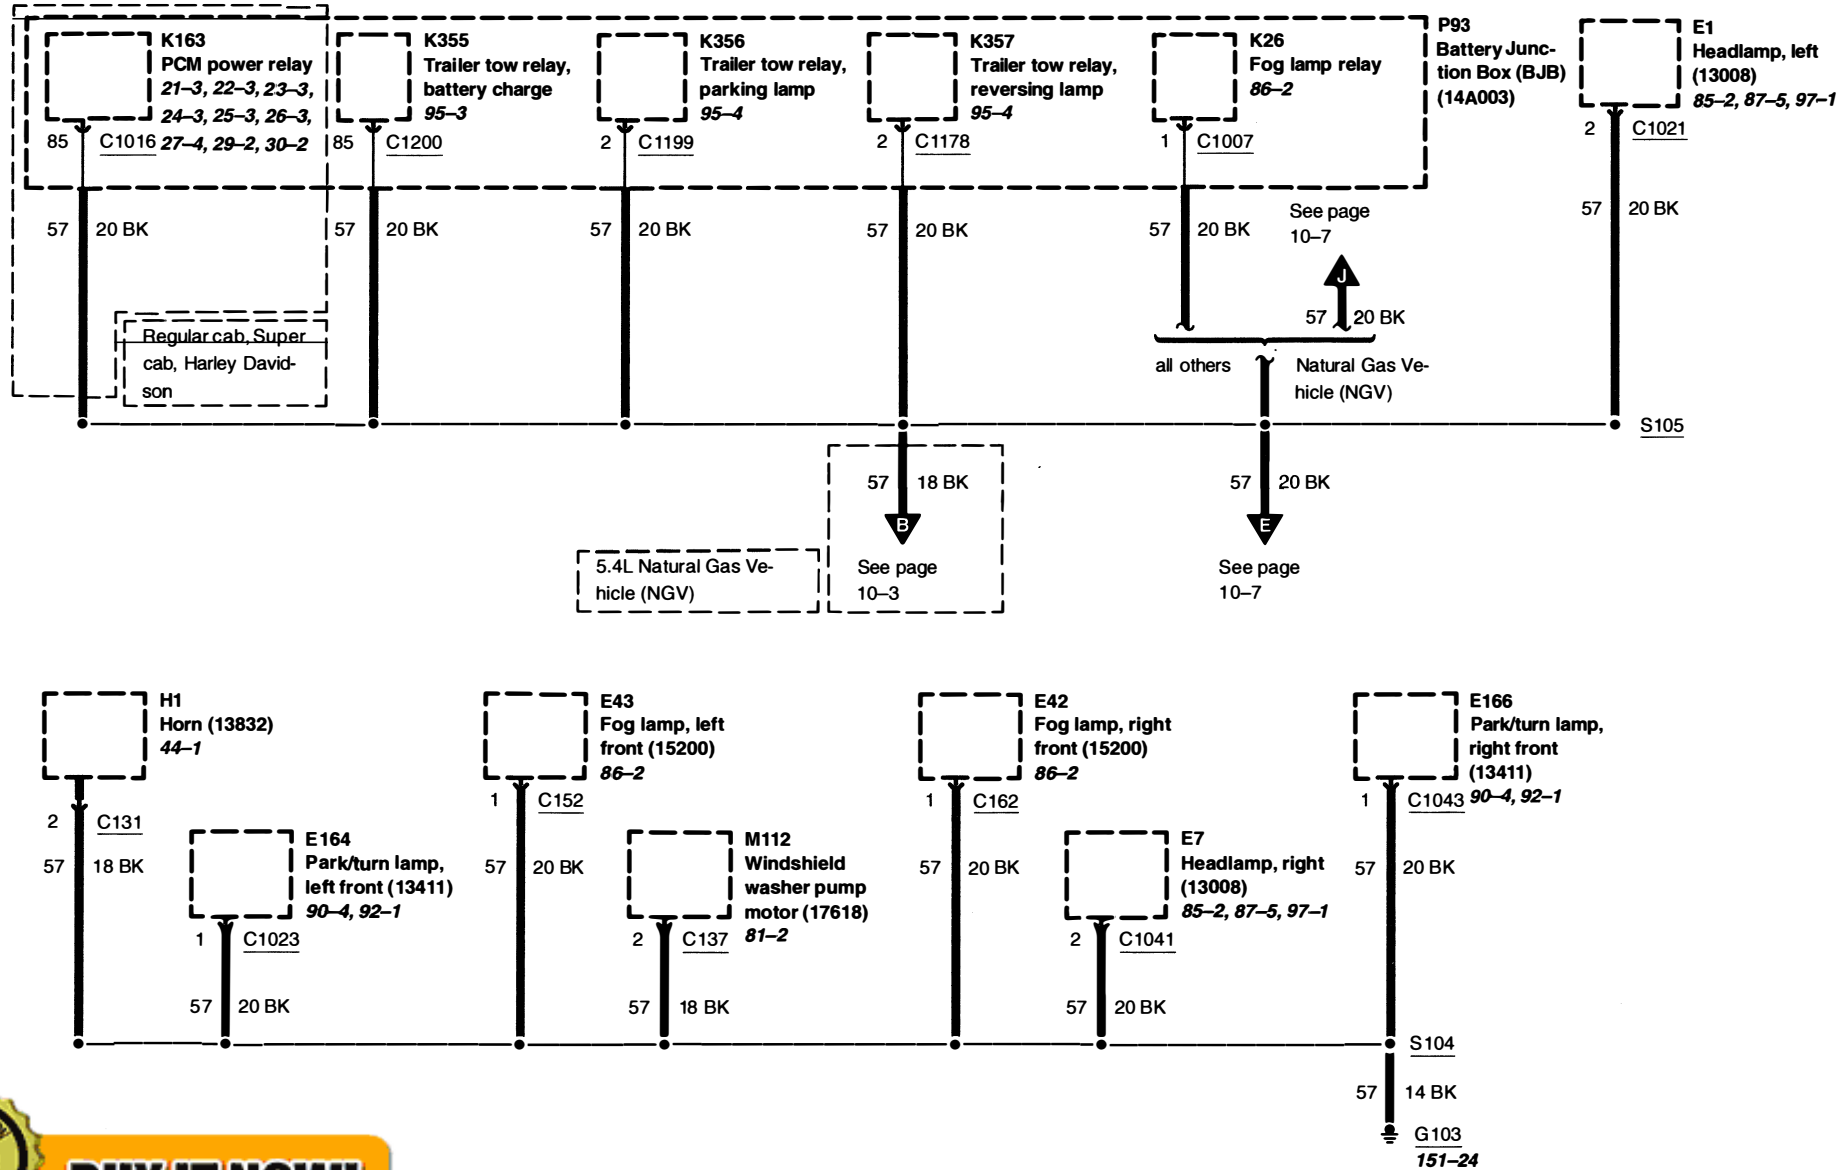 K163
PCM power relay
21–3, 22–3, 23–3,
24–3, 25–3, 26–3,
27–4, 29–2, 30–2
85
C1016
K355
Trailer tow relay,
battery charge
95–3
85
C1200
K356
Trailer tow relay,
parking lamp
95–4
2
C1199
K357
Trailer tow relay,
reversing lamp
95–4
2
C1178
K26
Fog lamp relay
86–2
1
C1007
P93
Battery Junc-
tion Box (BJB)
(14A003)
E1
Headlamp, left
(13008)
85–2, 87–5, 97–1
2
C1021
57 20 BK
57 20 BK
57 20 BK
57 20 BK
57 20 BK
See page
10–7
J
57 20 BK
57 20 BK
Regular cab, Super
cab, Harley David-
son
all others
Natural Gas Ve-
hicle (NGV)
S105
57 18 BK
B
See page
10–3
5.4L Natural Gas Ve-
hicle (NGV)
57 20 BK
E
See page
10–7
H1
Horn (13832)
44–1
2
C131
57 18 BK
E164
Park/turn lamp,
left front (13411)
90–4, 92–1
1
C1023
57 20 BK
E43
Fog lamp, left
front (15200)
86–2
1
C152
57 20 BK
M112
Windshield
washer pump
motor (17618)
81–2
2
C137
57 18 BK
E42
Fog lamp, right
front (15200)
86–2
1
C162
57 20 BK
E7
Headlamp, right
(13008)
85–2, 87–5, 97–1
2
C1041
57 20 BK
E166
Park/turn lamp,
right front
(13411)
90–4, 92–1
1
C1043
57 20 BK
S104
57 14 BK
G103
151–24
BUY IT NOW!